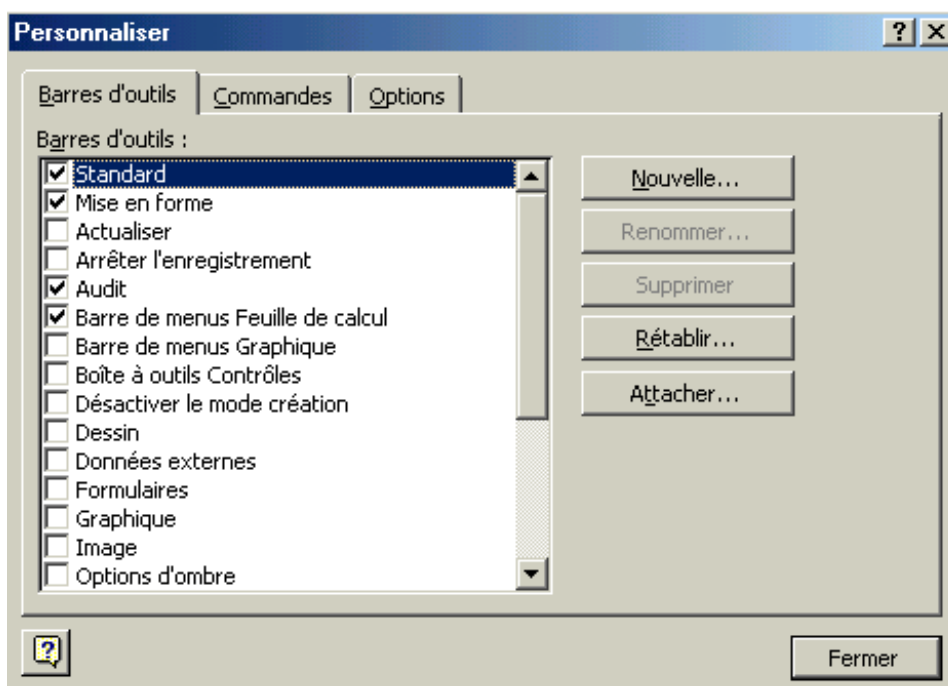 Personnaliser
Barres d'outils Commandes Options
Barres d'outils :
Standard
Mise en forme
Actualiser
Arrêter l'enregistrement
Audit
Barre de menus Feuille de calcul
Barre de menus Graphique
Boîte à outils Contrôles
Désactiver le mode création
Dessin
Données externes
Formulaires
Graphique
Image
Options d'ombre
Nouvelle...
Renommer...
Supprimer
Rétablir...
Attacher...
Fermer